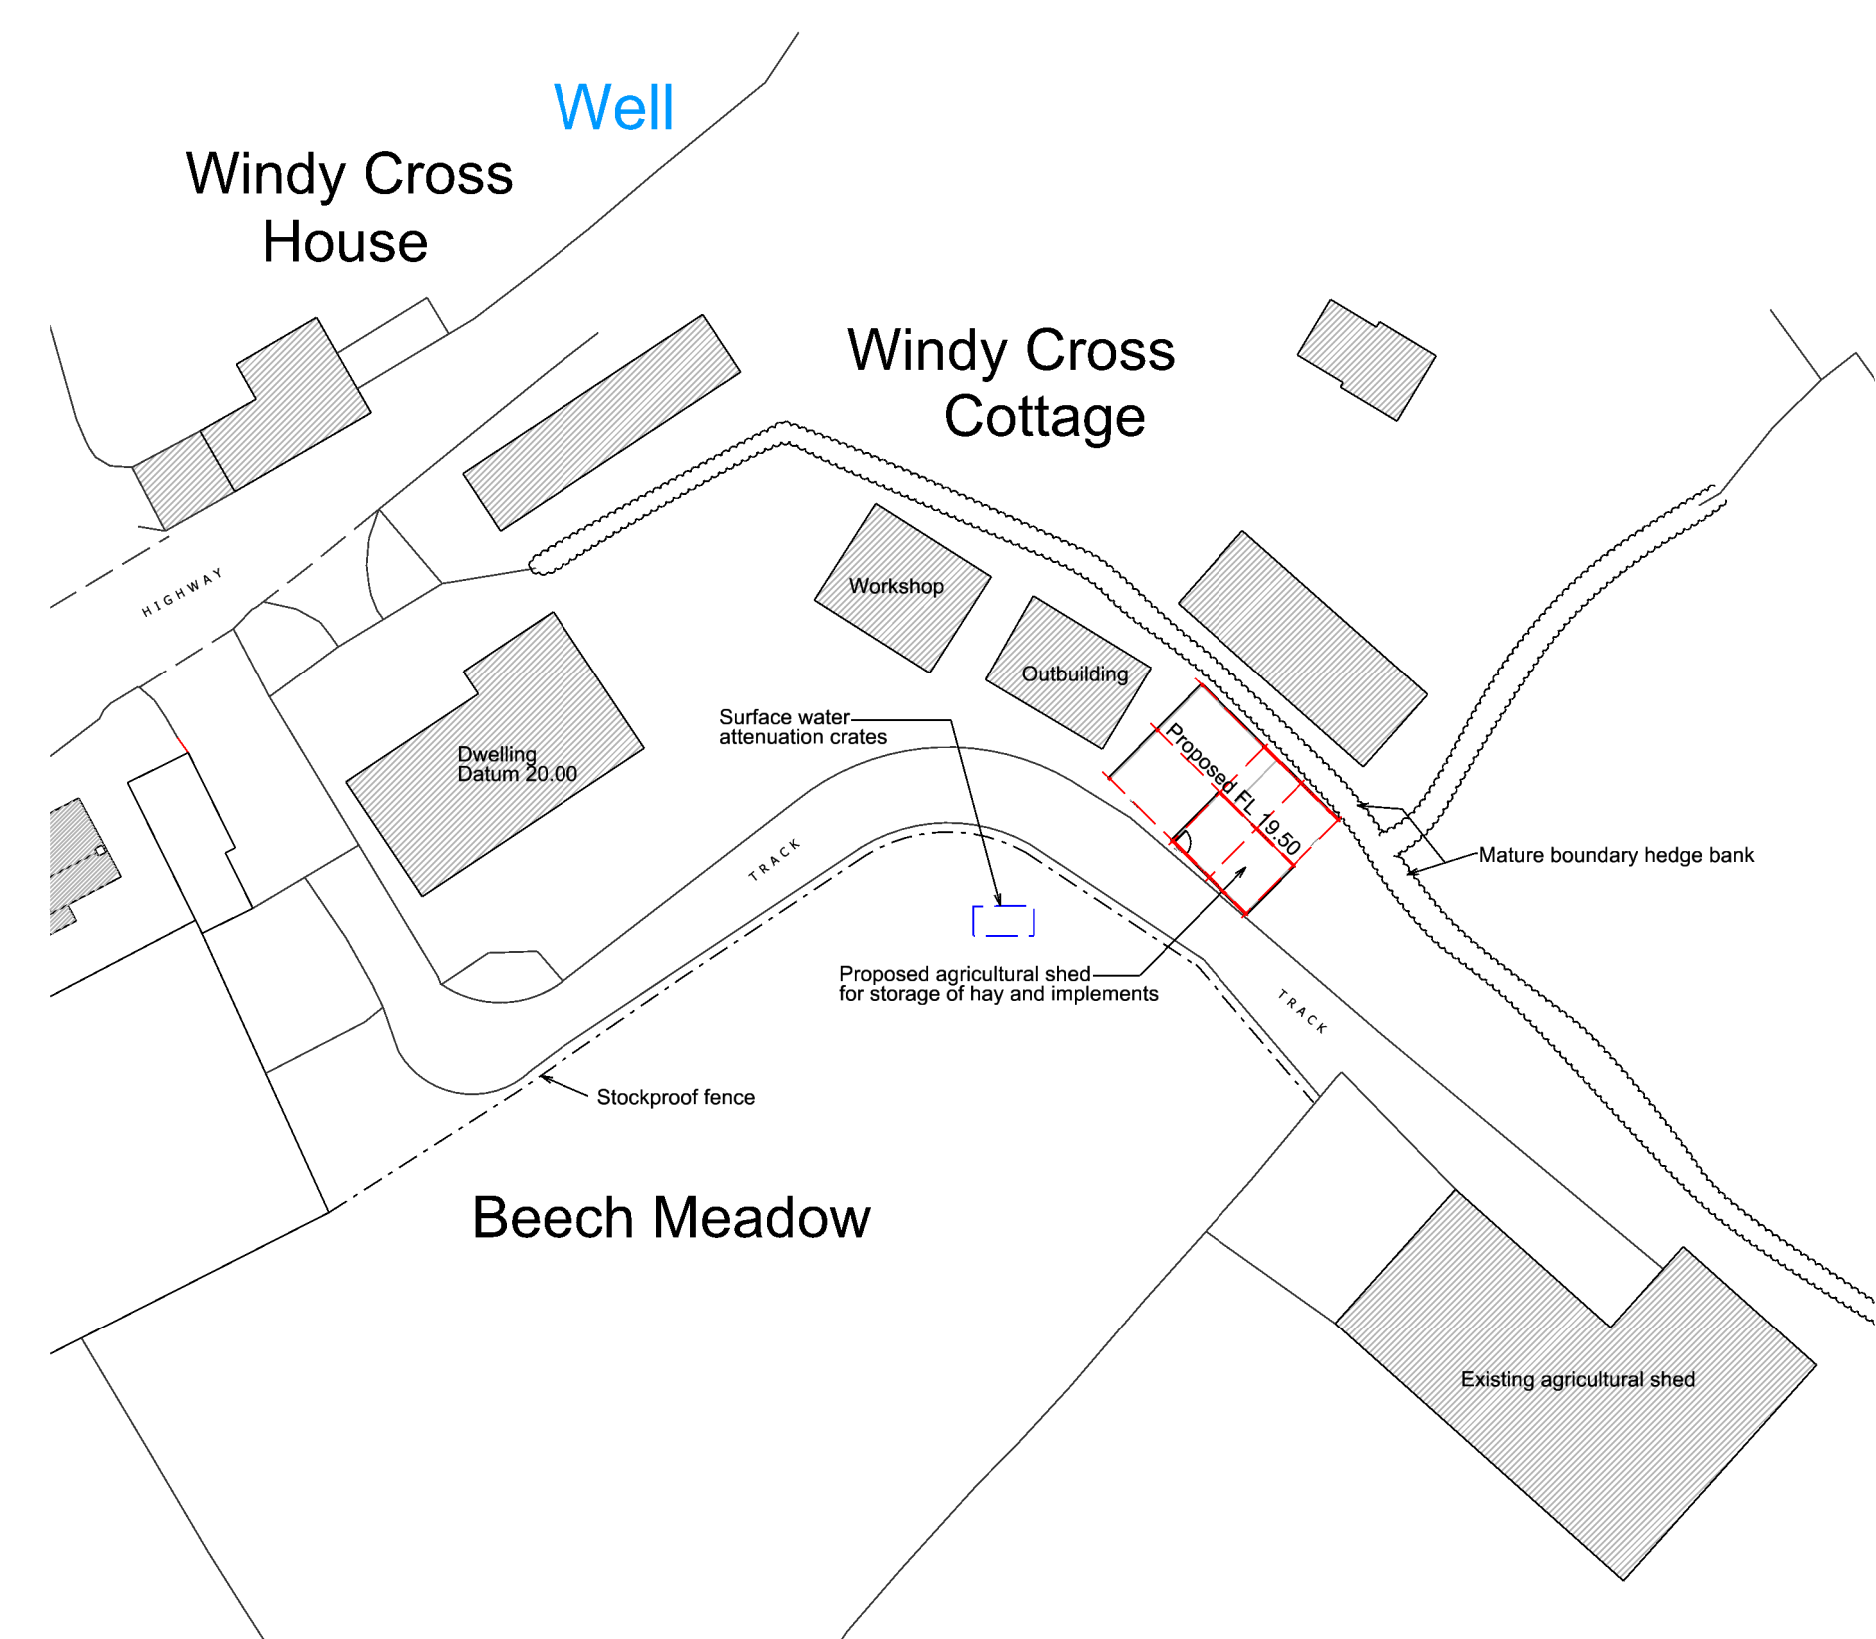 Well
Windy Cross
House
Windy Cross
Cottage
HIGHWAY
Workshop
Outbuilding
Surface water
attenuation crates
Dwelling
Datum 20.00
Proposed FL 19.50
TRACK
Mature boundary hedge bank
Proposed agricultural shed
for storage of hay and implements
TRACK
Stockproof fence
Beech Meadow
Existing agricultural shed